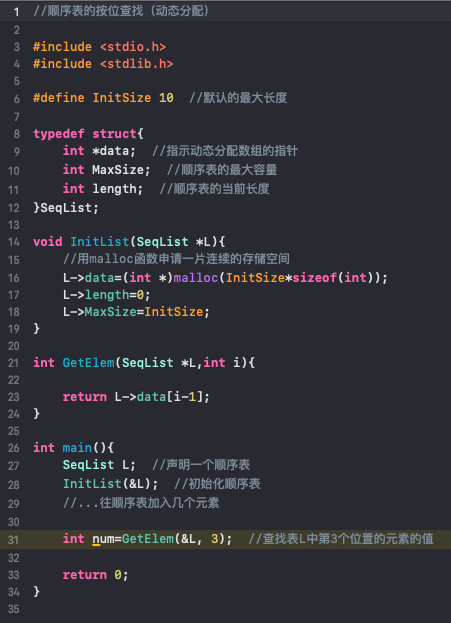 1 //顺序表的按位查找（动态分配）
2
3 #include <stdio.h>
4 #include <stdlib.h>
5
6 #define InitSize 10  //默认的最大长度
7
8 typedef struct{
9     int *data;  //指示动态分配数组的指针
10     int MaxSize;  //顺序表的最大容量
11     int length;  //顺序表的当前长度
12 }SeqList;
13
14 void InitList(SeqList *L){
15     //用malloc函数申请一片连续的存储空间
16     L->data=(int *)malloc(InitSize*sizeof(int));
17     L->length=0;
18     L->MaxSize=InitSize;
19 }
20
21 int GetElem(SeqList *L,int i){
22
23     return L->data[i-1];
24 }
25
26 int main(){
27     SeqList L;  //声明一个顺序表
28     InitList(&L);  //初始化顺序表
29     //...往顺序表加入几个元素
30
31     int num=GetElem(&L, 3);  //查找表L中第3个位置的元素的值
32
33     return 0;
34 }
35